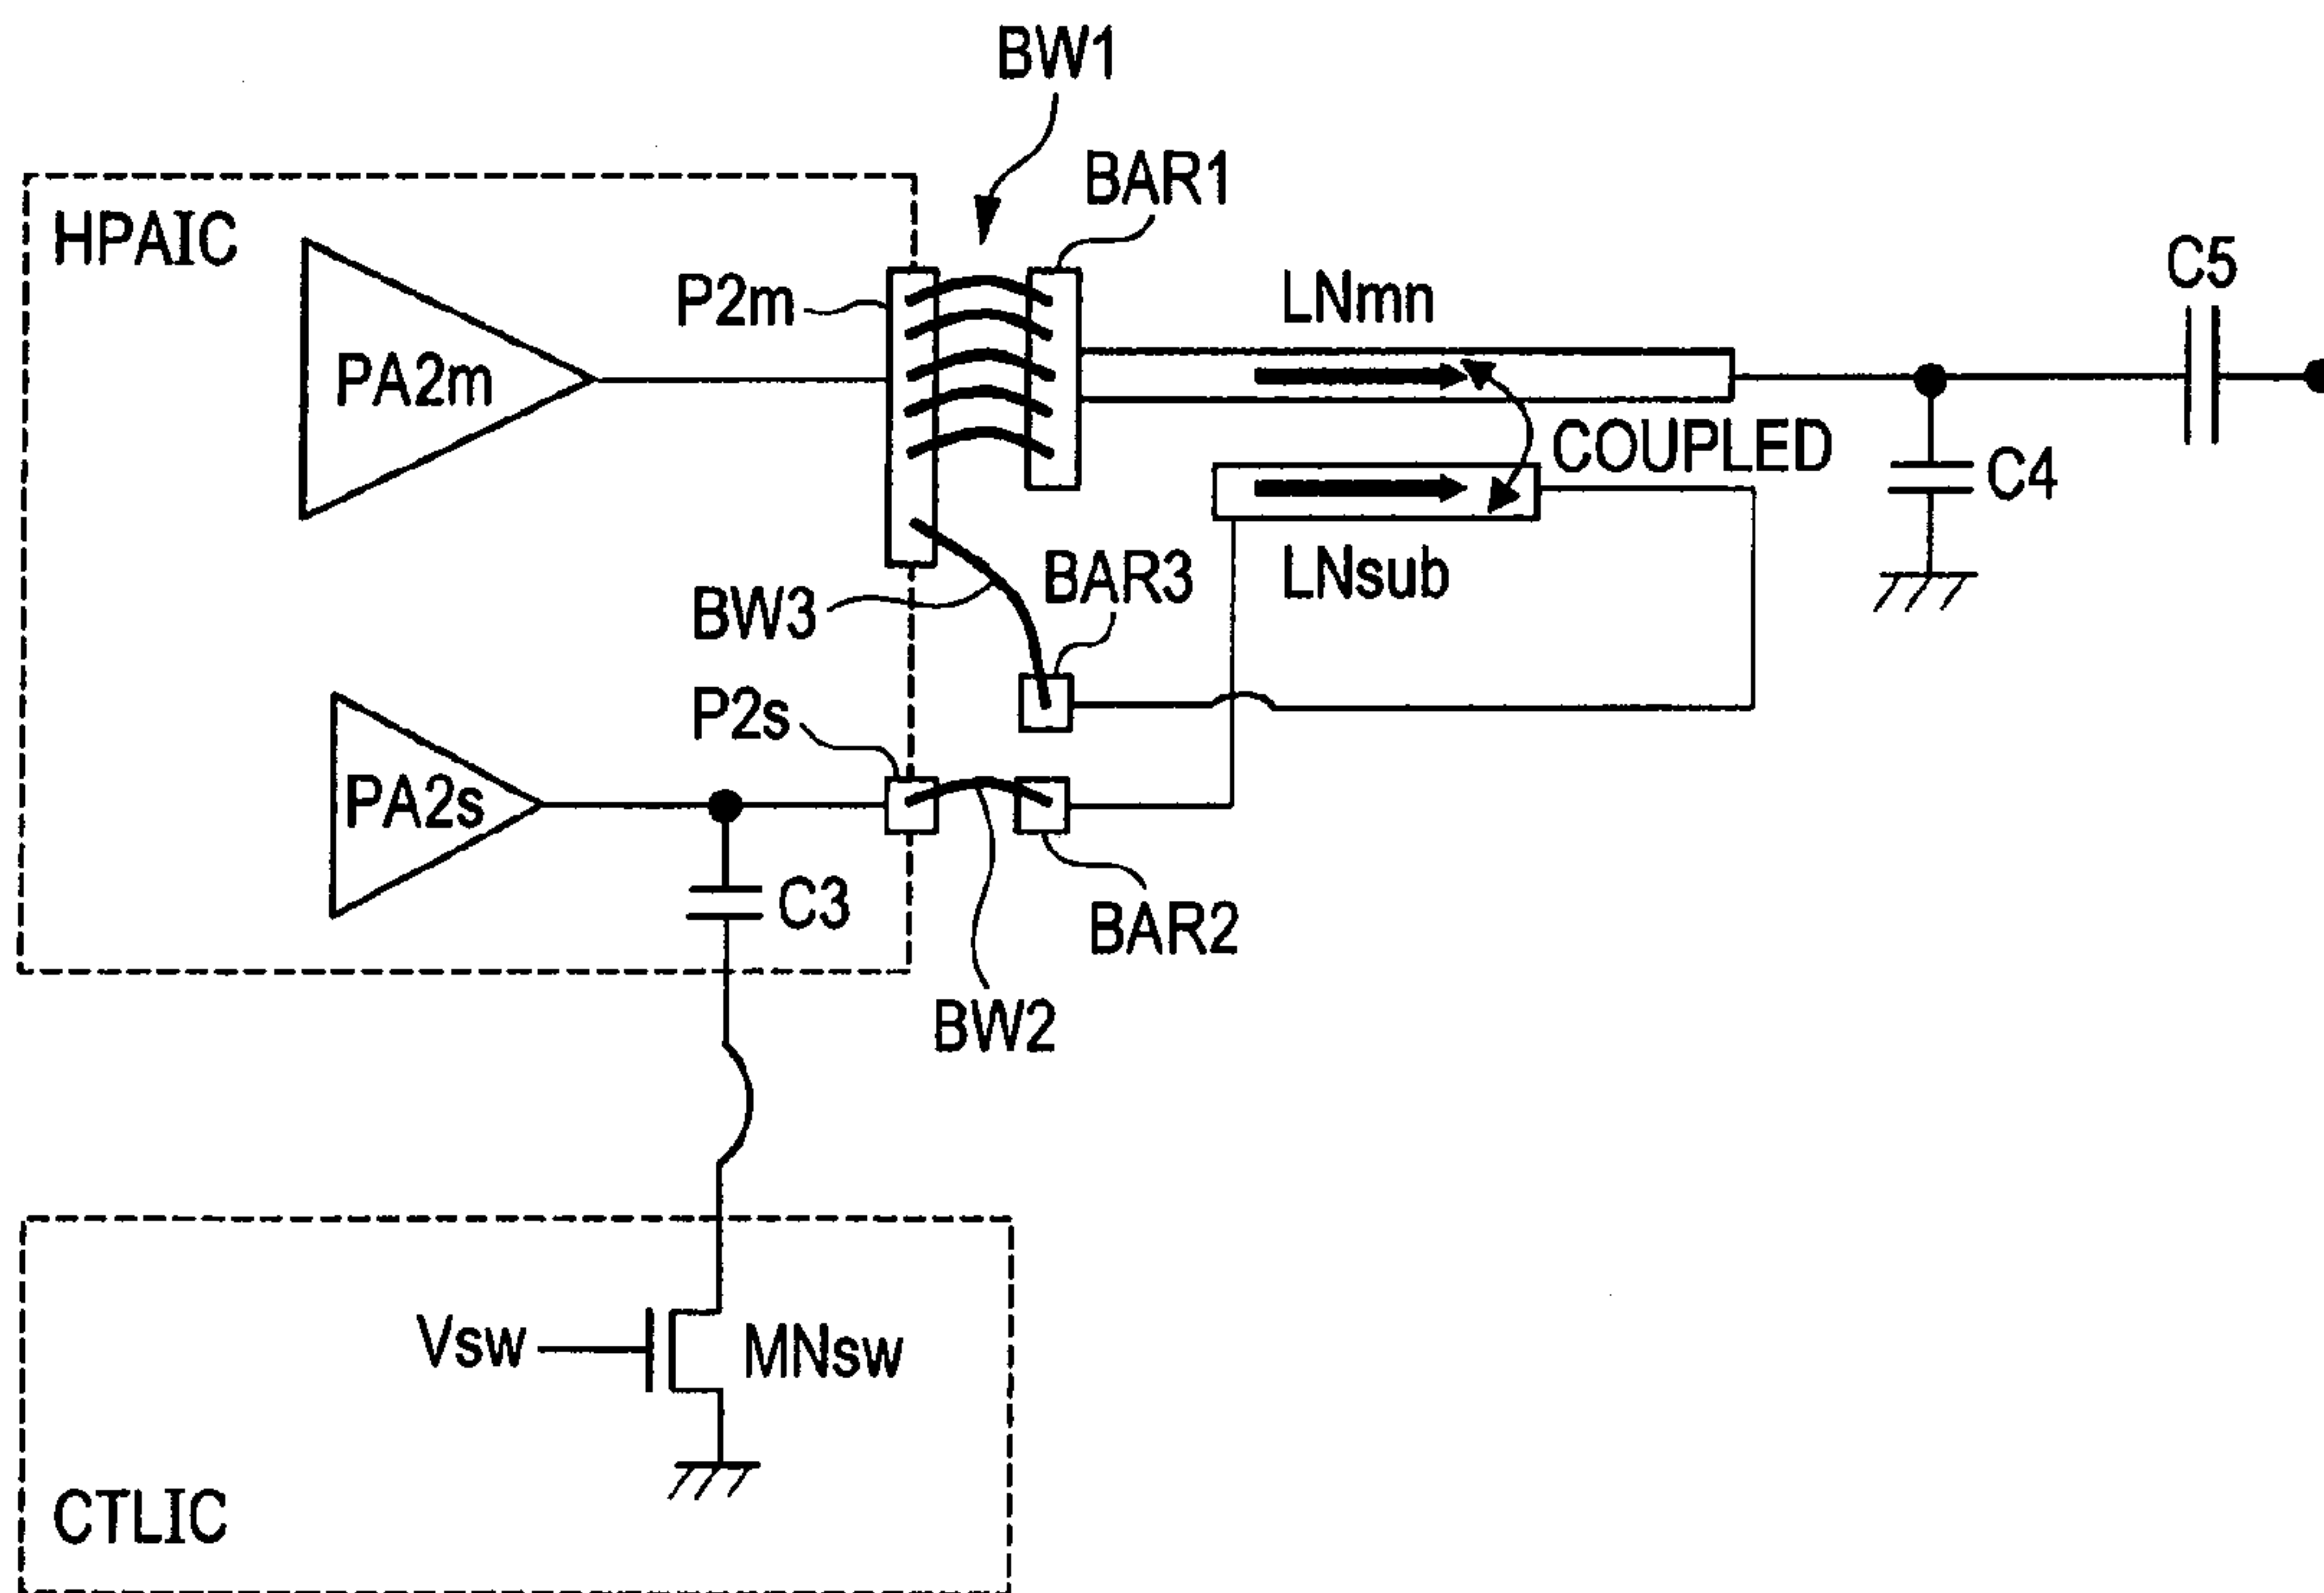 BW1
BAR1
HPAIC
P2m
LNmn
C5
PA2m
COUPLED
C4
LNsub
BAR3
BW3
P2s
PA2s
C3
BAR2
BW2
Vsw
MNsw
CTLIC